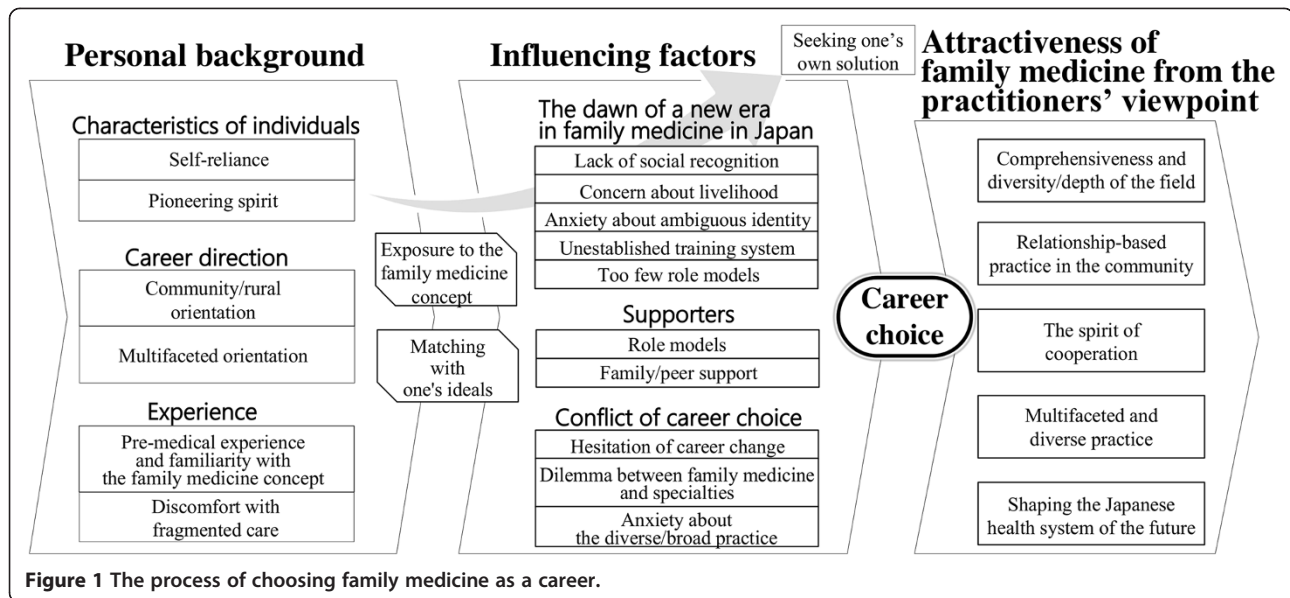 Personal background
Characteristics of individuals
Self-reliance
Pioneering spirit
Career direction
Community/rural
orientation
Multifaceted orientation
Experience
Pre-medical experience
and familiarity with
the family medicine concept
Discomfort with
fragmented care
Exposure to the
family medicine
concept
Matching
with
one's ideals
Influencing factors
The dawn of a new era
in family medicine in Japan
Lack of social recognition
Concern about livelihood
Anxiety about ambiguous identity
Unestablished training system
Too few role models
Supporters
Role models
Family/peer support
Conflict of career choice
Hesitation of career change
Dilemma between family medicine
and specialties
Anxiety about
the diverse/broad practice
Seeking one’s
own solution
Career
choice
Attractiveness of
family medicine from the
practitioners’ viewpoint
Comprehensiveness and
diversity/depth of the field
Relationship-based
practice in the community
The spirit of
cooperation
Multifaceted and
diverse practice
Shaping the Japanese
health system of the future
Figure 1 The process of choosing family medicine as a career.